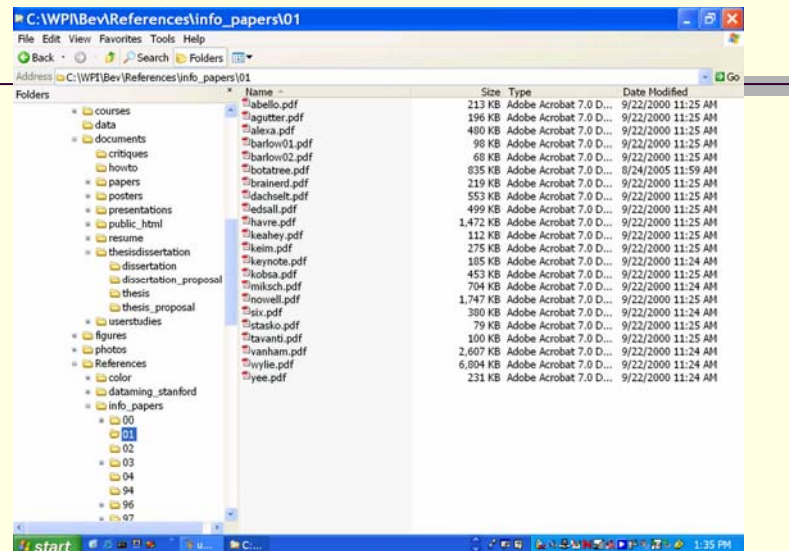 C:\WPI\Bev\References\info_papers\01
File Edit View Favorites Tools Help
Back Search Folders
Address C:\WPI\Bev\References\info_papers\01 Go
Folders × Name Size Type Date Modified
courses
data
documents
critiques
howto
papers
posters
presentations
public_html
resume
thesisdissertation
dissertation
dissertation_proposal
thesis
thesis_proposal
userstudies
figures
photos
References
color
dataming_stanford
info_papers
00
01
02
03
04
94
96
97
abello.pdf 213 KB Adobe Acrobat 7.0 D... 9/22/2000 11:25 AM
agutter.pdf 196 KB Adobe Acrobat 7.0 D... 9/22/2000 11:25 AM
alexa.pdf 480 KB Adobe Acrobat 7.0 D... 9/22/2000 11:25 AM
barlow01.pdf 98 KB Adobe Acrobat 7.0 D... 9/22/2000 11:25 AM
barlow02.pdf 68 KB Adobe Acrobat 7.0 D... 9/22/2000 11:25 AM
botatree.pdf 835 KB Adobe Acrobat 7.0 D... 8/24/2005 11:59 AM
brainerd.pdf 219 KB Adobe Acrobat 7.0 D... 9/22/2000 11:25 AM
dachselt.pdf 553 KB Adobe Acrobat 7.0 D... 9/22/2000 11:25 AM
edsall.pdf 499 KB Adobe Acrobat 7.0 D... 9/22/2000 11:25 AM
havre.pdf 1,472 KB Adobe Acrobat 7.0 D... 9/22/2000 11:25 AM
keahey.pdf 112 KB Adobe Acrobat 7.0 D... 9/22/2000 11:25 AM
keim.pdf 275 KB Adobe Acrobat 7.0 D... 9/22/2000 11:25 AM
keynote.pdf 185 KB Adobe Acrobat 7.0 D... 9/22/2000 11:24 AM
kobsa.pdf 453 KB Adobe Acrobat 7.0 D... 9/22/2000 11:25 AM
miksch.pdf 704 KB Adobe Acrobat 7.0 D... 9/22/2000 11:24 AM
nowell.pdf 1,747 KB Adobe Acrobat 7.0 D... 9/22/2000 11:25 AM
six.pdf 380 KB Adobe Acrobat 7.0 D... 9/22/2000 11:24 AM
stasko.pdf 79 KB Adobe Acrobat 7.0 D... 9/22/2000 11:25 AM
tavanti.pdf 100 KB Adobe Acrobat 7.0 D... 9/22/2000 11:25 AM
vanham.pdf 2,607 KB Adobe Acrobat 7.0 D... 9/22/2000 11:24 AM
wylie.pdf 6,804 KB Adobe Acrobat 7.0 D... 9/22/2000 11:24 AM
yee.pdf 231 KB Adobe Acrobat 7.0 D... 9/22/2000 11:24 AM
start u... C:... 1:35 PM